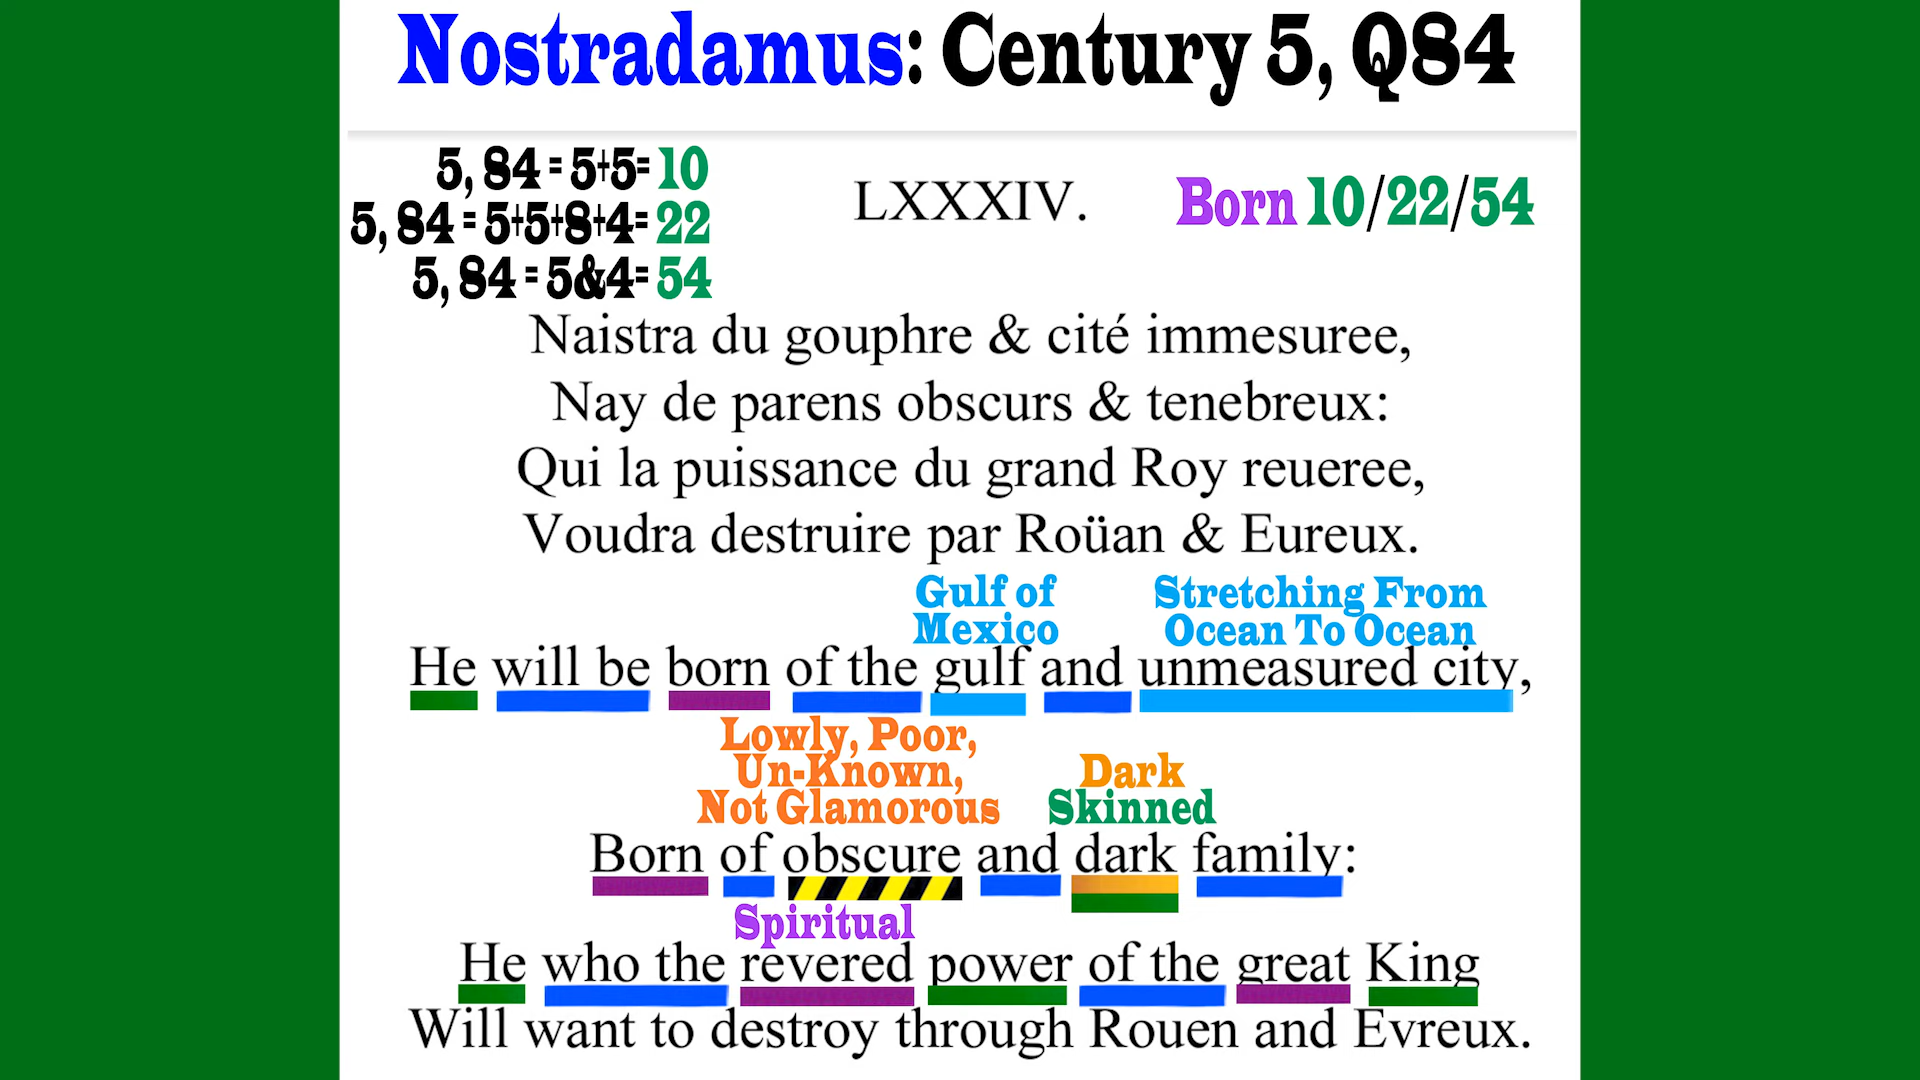 Nostradamus: Century 5, Q84
5, 84 = 5+5= 10
5, 84 = 5+5+8+4= 22
5, 84 = 5&4= 54
LXXXIV.
Born 10/22/54
Naistra du gouphre & cité immesuree,
Nay de parens obscurs & tenebreux:
Qui la puissance du grand Roy reueree,
Voudra destruire par Roüan & Eureux.
Gulf of
Mexico
Stretching From
Ocean To Ocean
He will be born of the gulf and unmeasured city,
Lowly, Poor,
Un-Known,
Not Glamorous
Dark
Skinned
Born of obscure and dark family:
Spiritual
He who the revered power of the great King
Will want to destroy through Rouen and Evreux.